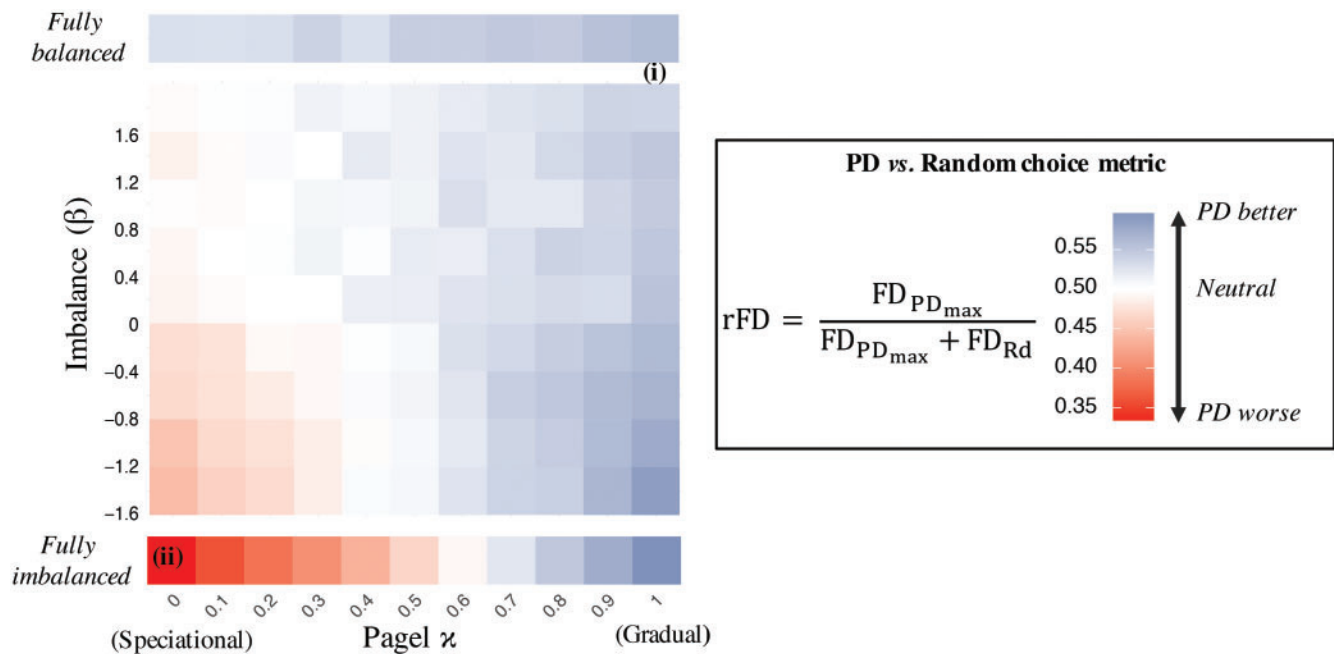 Fully
balanced
(i)
Imbalance (β)
1.6
1.2
0.8
0.4
0
−0.4
−0.8
−1.2
−1.6
Fully
imbalanced
(ii)
0 0.1 0.2 0.3 0.4 0.5 0.6 0.7 0.8 0.9 1
(Speciational) Pagel ϰ (Gradual)
PD vs. Random choice metric
rFD = FD_PD_max / (FD_PD_max + FD_Rd)
0.55
0.50
0.45
0.40
0.35
PD better
Neutral
PD worse